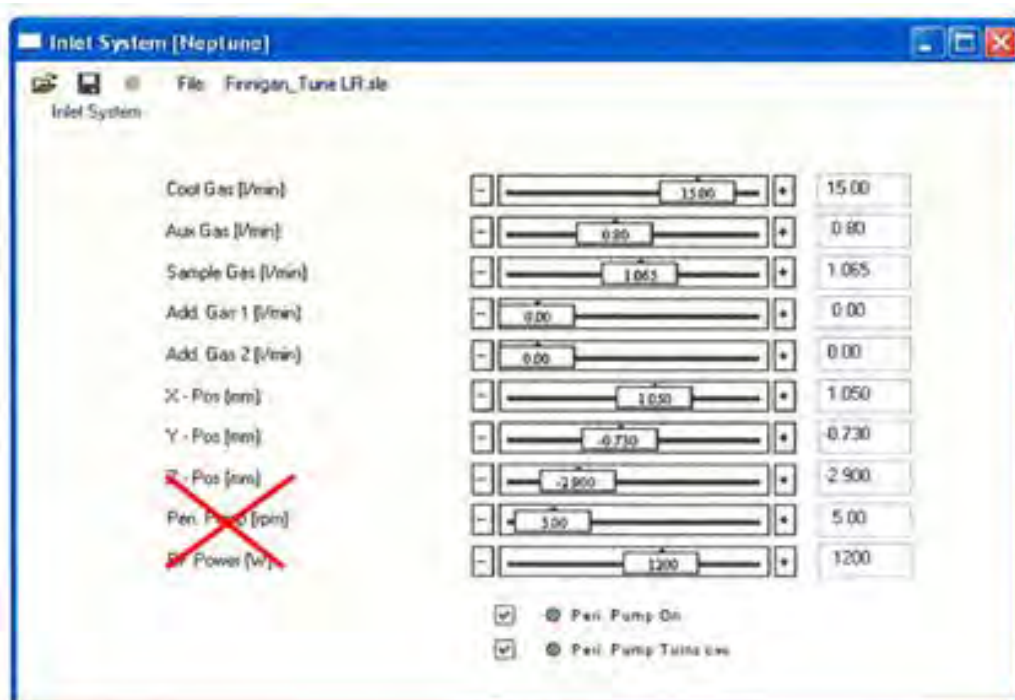 Inlet System [Neptune]
File: Finnigan_Tune LR.sle
Inlet System
Cool Gas [l/min] - 15.00 + 15.00
Aux Gas [l/min] - 0.80 + 0.80
Sample Gas [l/min] - 1.065 + 1.065
Add. Gas 1 [l/min] - 0.00 + 0.00
Add. Gas 2 [l/min] - 0.00 + 0.00
X - Pos [mm] - 1.050 + 1.050
Y - Pos [mm] - -0.730 + -0.730
Z - Pos [mm] - -2.900 + -2.900
Peri. Pump [rpm] - 5.00 + 5.00
RF Power [W] - 1200 + 1200
Peri. Pump On
Peri. Pump Turns